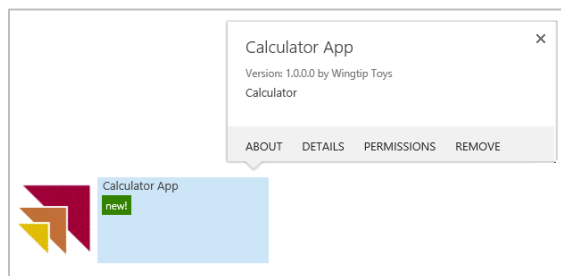 Calculator App
Version: 1.0.0.0 by Wingtip Toys
Calculator
ABOUT DETAILS PERMISSIONS REMOVE
Calculator App
new!